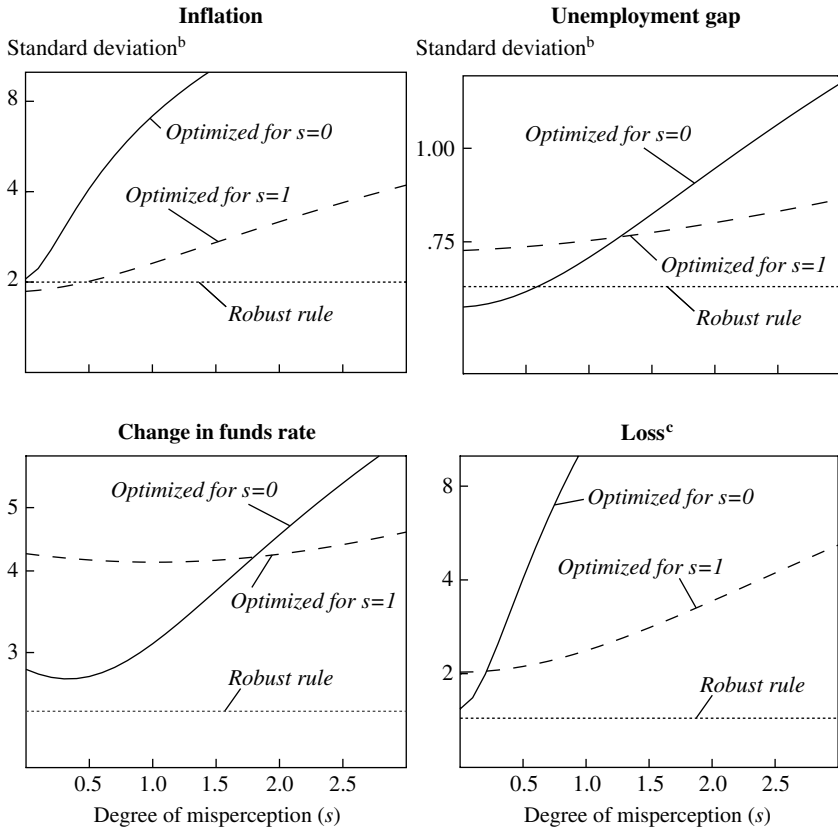 Inflation
Standard deviationᵇ
8
4
2
Optimized for s=0
Optimized for s=1
Robust rule
Unemployment gap
Standard deviationᵇ
1.00
.75
Optimized for s=0
Optimized for s=1
Robust rule
Change in funds rate
5
4
3
Optimized for s=0
Optimized for s=1
Robust rule
0.5 1.0 1.5 2.0 2.5
Degree of misperception (s)
Lossᶜ
8
4
2
Optimized for s=0
Optimized for s=1
Robust rule
0.5 1.0 1.5 2.0 2.5
Degree of misperception (s)